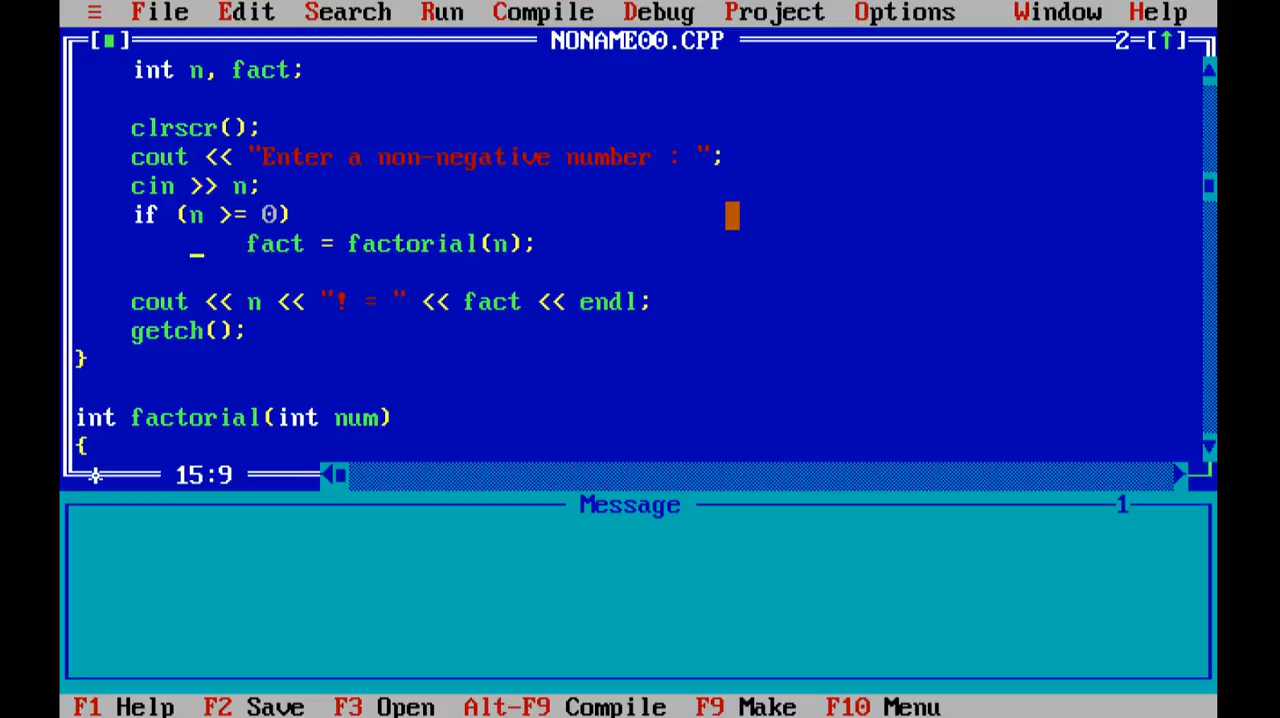 ≡ File Edit Search Run Compile Debug Project Options Window Help
[■] NONAME00.CPP 2=[↑]
int n, fact;
clrscr();
cout << "Enter a non-negative number : ";
cin >> n;
if (n >= 0)
_ fact = factorial(n);
cout << n << "! = " << fact << endl;
getch();
}
int factorial(int num)
{
15:9
Message 1
F1 Help F2 Save F3 Open Alt-F9 Compile F9 Make F10 Menu